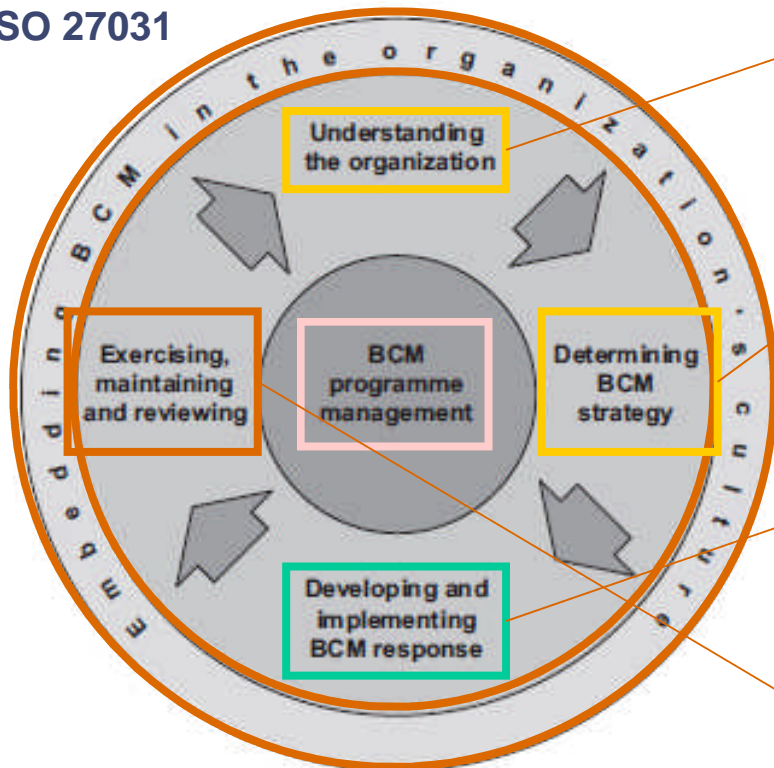 SO 27031
Embedding BCM in the organization's culture
Understanding
the organization
Exercising,
maintaining
and reviewing
BCM
programme
management
Determining
BCM
strategy
Developing and
implementing
BCM response